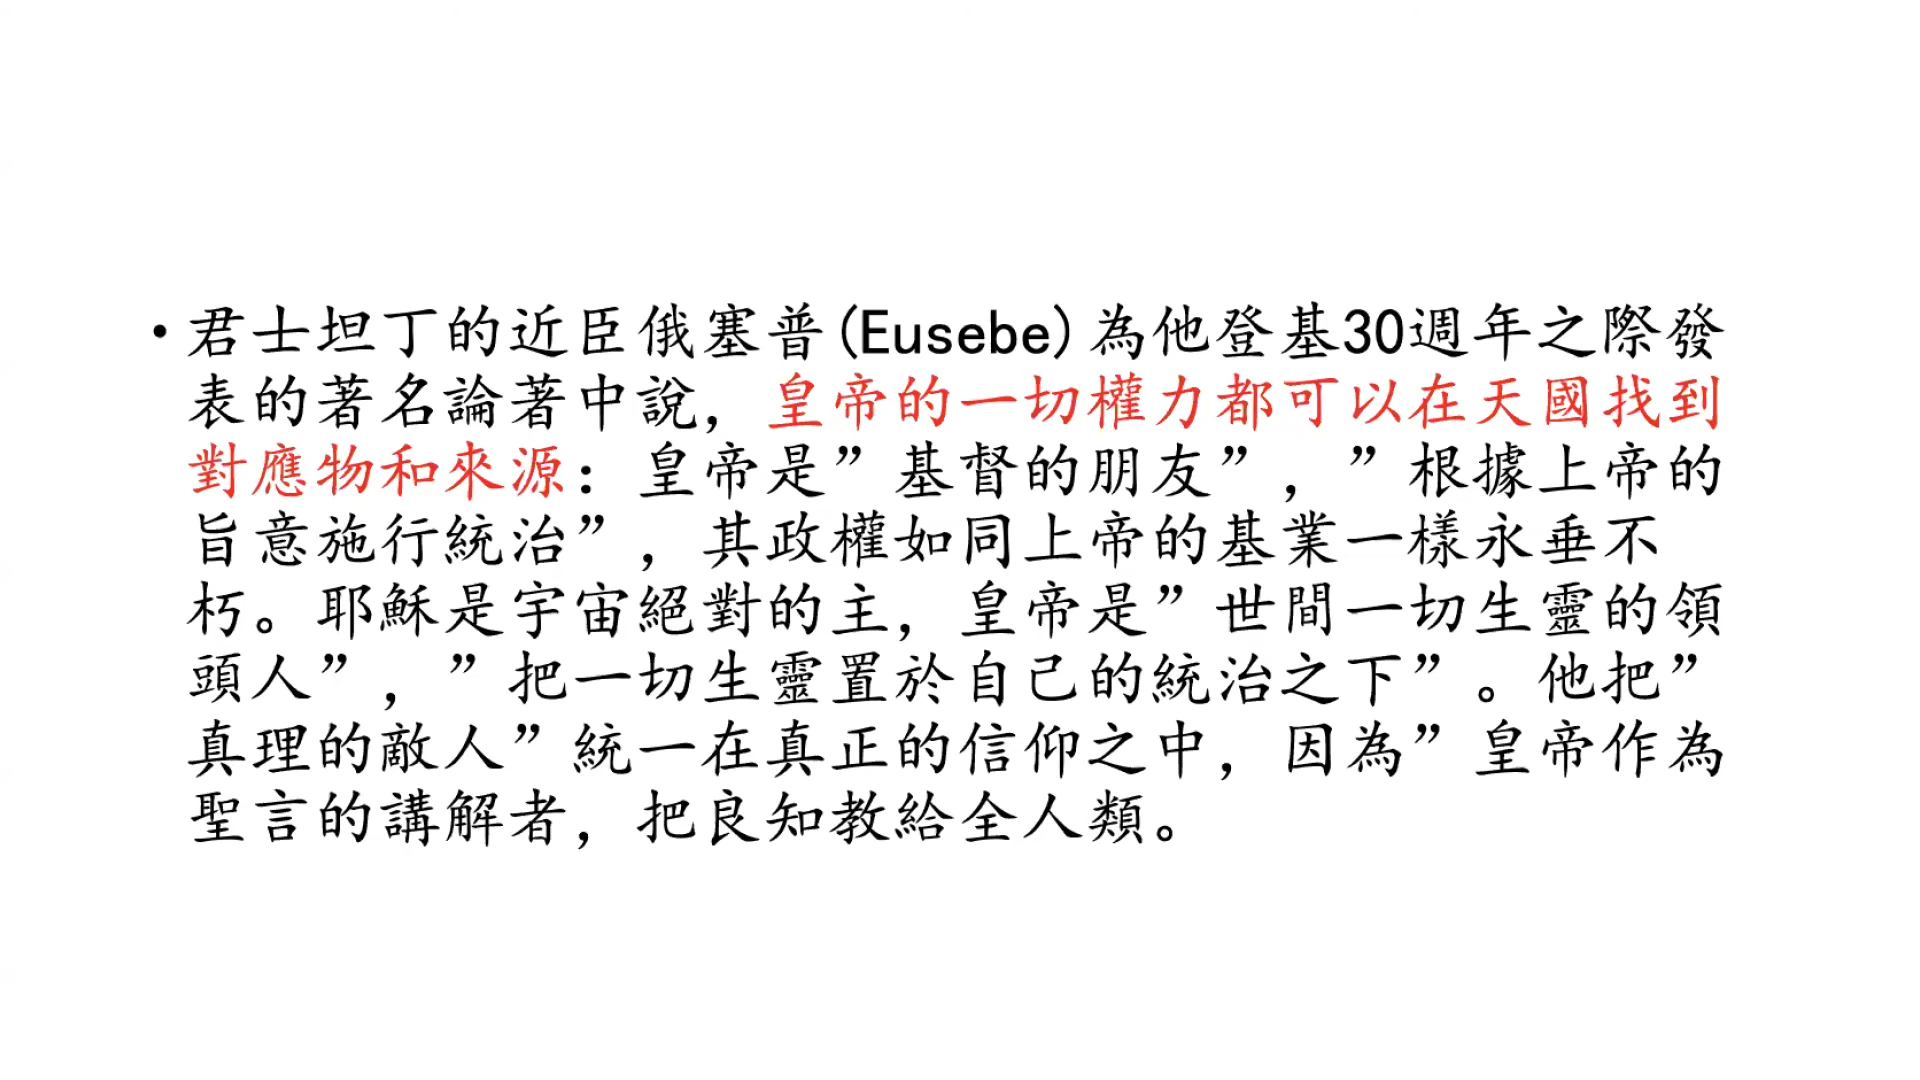 •君士坦丁的近臣俄塞普(Eusebe)為他登基30週年之際發
表的著名論著中說，皇帝的一切權力都可以在天國找到
對應物和來源：皇帝是”基督的朋友”，”根據上帝的
旨意施行統治”，其政權如同上帝的基業一樣永垂不
朽。耶穌是宇宙絕對的主，皇帝是”世間一切生靈的領
頭人”，”把一切生靈置於自己的統治之下”。他把”
真理的敵人”統一在真正的信仰之中，因為”皇帝作為
聖言的講解者，把良知教給全人類。